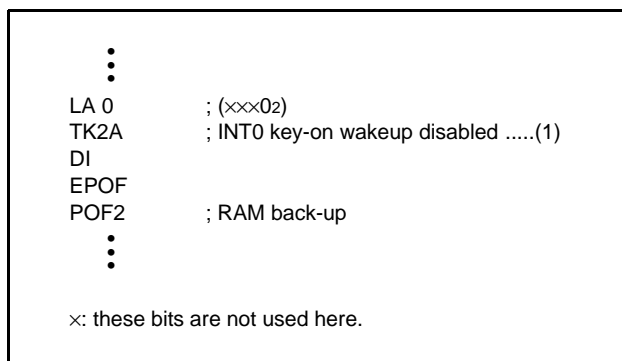 LA 0 ; (×××0₂)
TK2A ; INT0 key-on wakeup disabled .....(1)
DI
EPOF
POF2 ; RAM back-up
×: these bits are not used here.